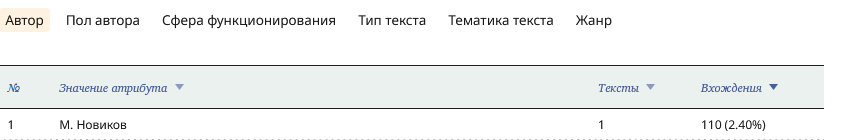 Автор Пол автора Сфера функционирования Тип текста Тематика текста Жанр
№ Значение атрибута Тексты Вхождения
1 М. Новиков 1 110 (2.40%)